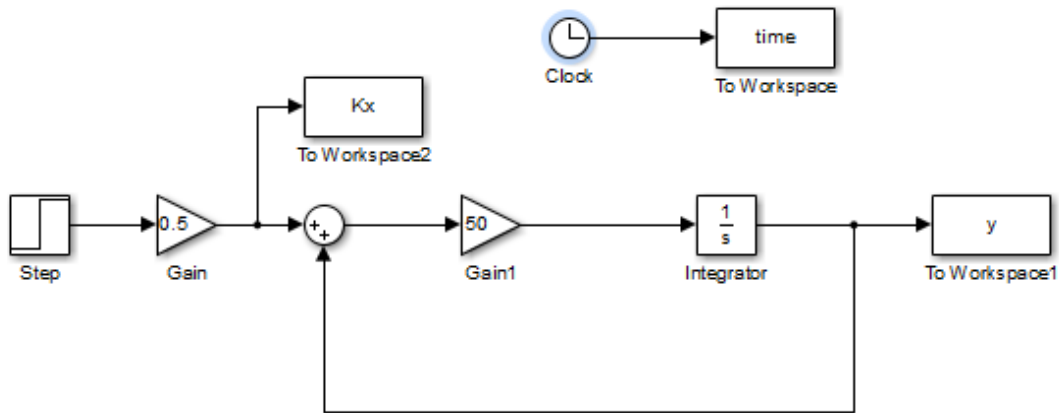 time
Clock
To Workspace
Kx
To Workspace2
0.5
+
+
50
1
s
y
Step
Gain
Gain1
Integrator
To Workspace1